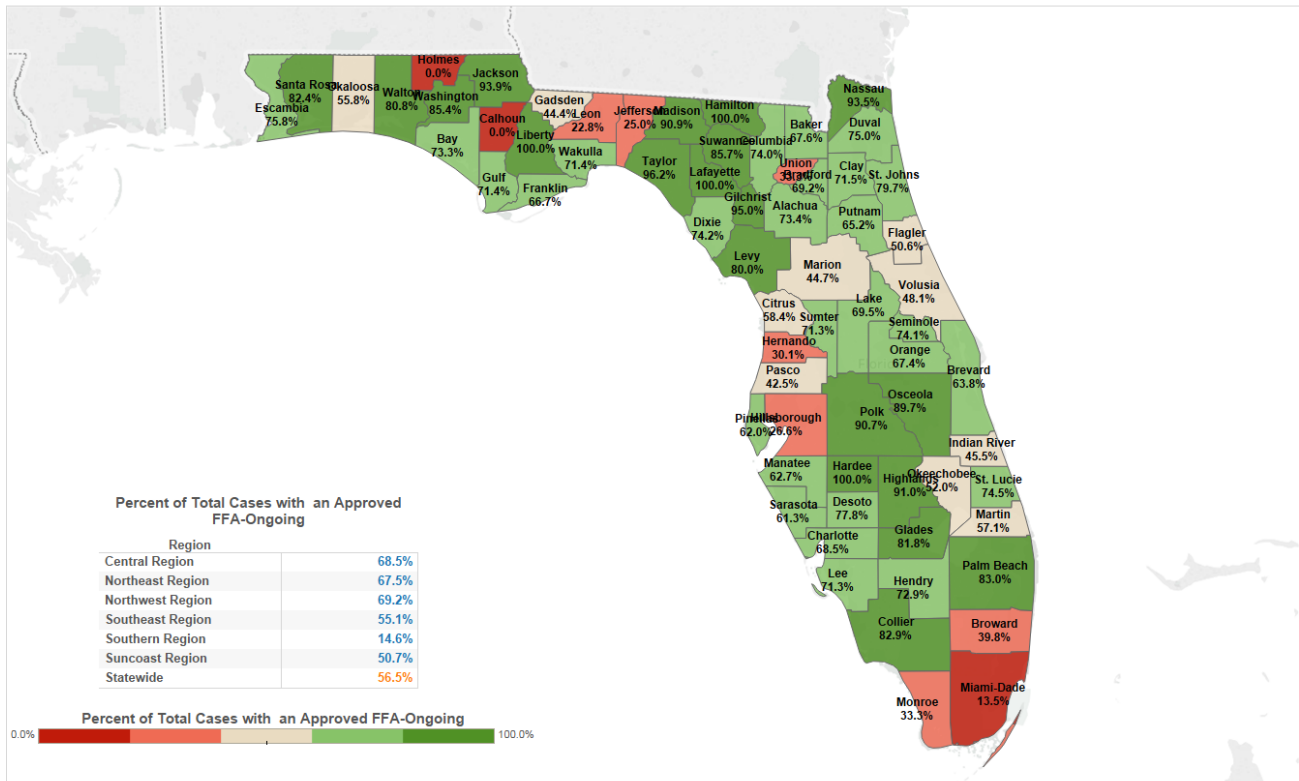 Holmes
0.0%
Jackson
93.9%
Santa Rosa
82.4%
Okaloosa
55.8%
Walton
80.8%
Washington
85.4%
Escambia
75.8%
Calhoun
0.0%
Bay
73.3%
Liberty
100.0%
Gulf
71.4%
Franklin
66.7%
Gadsden
44.4%
Leon
22.8%
Wakulla
71.4%
Jefferson
25.0%
Madison
90.9%
Hamilton
100.0%
Taylor
96.2%
Suwannee
85.7%
Lafayette
100.0%
Columbia
74.0%
Gilchrist
95.0%
Dixie
74.2%
Levy
80.0%
Baker
67.6%
Nassau
93.5%
Duval
75.0%
Union
Bradford
69.2%
Clay
71.5%
St. Johns
79.7%
Alachua
73.4%
Putnam
65.2%
Flagler
50.6%
Marion
44.7%
Volusia
48.1%
Citrus
58.4%
Sumter
71.3%
Lake
69.5%
Seminole
74.1%
Hernando
30.1%
Orange
67.4%
Pasco
42.5%
Brevard
63.8%
Osceola
89.7%
Polk
90.7%
Pinellas
62.0%
Hillsborough
26.6%
Indian River
45.5%
Manatee
62.7%
Hardee
100.0%
Highlands
91.0%
Okeechobee
52.0%
St. Lucie
74.5%
Sarasota
61.3%
Desoto
77.8%
Martin
57.1%
Charlotte
68.5%
Glades
81.8%
Lee
71.3%
Hendry
72.9%
Palm Beach
83.0%
Collier
82.9%
Broward
39.8%
Monroe
33.3%
Miami-Dade
13.5%
Percent of Total Cases with an Approved
FFA-Ongoing
Region
Central Region 68.5%
Northeast Region 67.5%
Northwest Region 69.2%
Southeast Region 55.1%
Southern Region 14.6%
Suncoast Region 50.7%
Statewide 56.5%
Percent of Total Cases with an Approved FFA-Ongoing
0.0% 100.0%